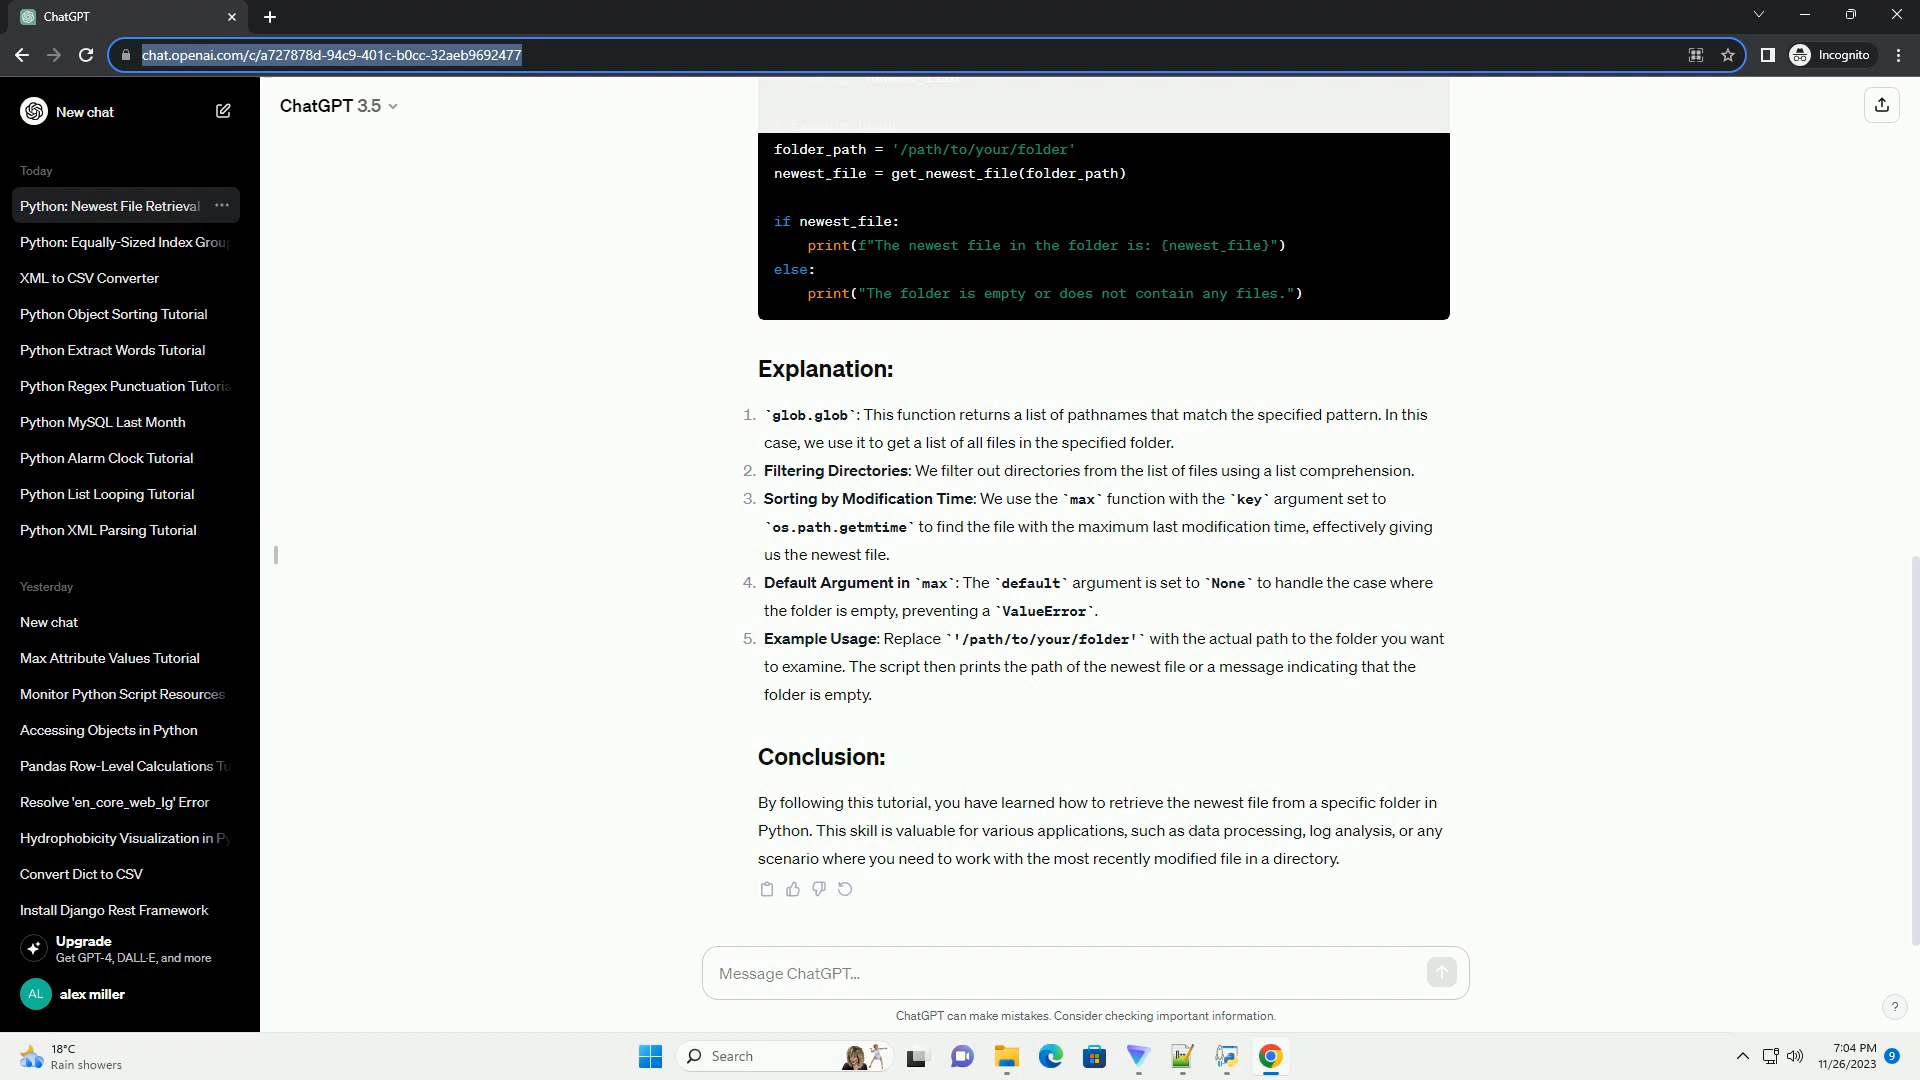 ChatGPT
chat.openai.com/c/a727878d-94c9-401c-b0cc-32aeb9692477
Incognito
New chat
ChatGPT 3.5
Today
Python: Newest File Retrieval
Python: Equally-Sized Index Grou
XML to CSV Converter
Python Object Sorting Tutorial
Python Extract Words Tutorial
Python Regex Punctuation Tutoria
Python MySQL Last Month
Python Alarm Clock Tutorial
Python List Looping Tutorial
Python XML Parsing Tutorial
Yesterday
New chat
Max Attribute Values Tutorial
Monitor Python Script Resources
Accessing Objects in Python
Pandas Row-Level Calculations Tu
Resolve 'en_core_web_lg' Error
Hydrophobicity Visualization in Py
Convert Dict to CSV
Install Django Rest Framework
Upgrade
Get GPT-4, DALL·E, and more
AL
alex miller
folder_path = '/path/to/your/folder'
newest_file = get_newest_file(folder_path)
if newest_file:
print(f"The newest file in the folder is: {newest_file}")
else:
print("The folder is empty or does not contain any files.")
Explanation:
1. `glob.glob`: This function returns a list of pathnames that match the specified pattern. In this
case, we use it to get a list of all files in the specified folder.
2. Filtering Directories: We filter out directories from the list of files using a list comprehension.
3. Sorting by Modification Time: We use the `max` function with the `key` argument set to
`os.path.getmtime` to find the file with the maximum last modification time, effectively giving
us the newest file.
4. Default Argument in `max`: The `default` argument is set to `None` to handle the case where
the folder is empty, preventing a `ValueError`.
5. Example Usage: Replace `'/path/to/your/folder'` with the actual path to the folder you want
to examine. The script then prints the path of the newest file or a message indicating that the
folder is empty.
Conclusion:
By following this tutorial, you have learned how to retrieve the newest file from a specific folder in
Python. This skill is valuable for various applications, such as data processing, log analysis, or any
scenario where you need to work with the most recently modified file in a directory.
Message ChatGPT...
ChatGPT can make mistakes. Consider checking important information.
?
18°C
Rain showers
Search
7:04 PM
11/26/2023
9